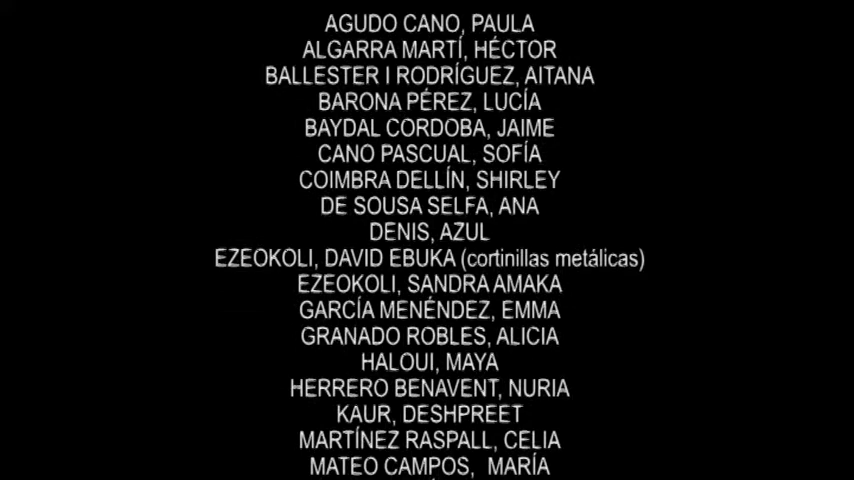 AGUDO CANO, PAULA
ALGARRA MARTÍ, HÉCTOR
BALLESTER I RODRÍGUEZ, AITANA
BARONA PÉREZ, LUCÍA
BAYDAL CORDOBA, JAIME
CANO PASCUAL, SOFÍA
COIMBRA DELLÍN, SHIRLEY
DE SOUSA SELFA, ANA
DENIS, AZUL
EZEOKOLI, DAVID EBUKA (cortinillas metálicas)
EZEOKOLI, SANDRA AMAKA
GARCÍA MENÉNDEZ, EMMA
GRANADO ROBLES, ALICIA
HALOUI, MAYA
HERRERO BENAVENT, NURIA
KAUR, DESHPREET
MARTÍNEZ RASPALL, CELIA
MATEO CAMPOS, MARÍA